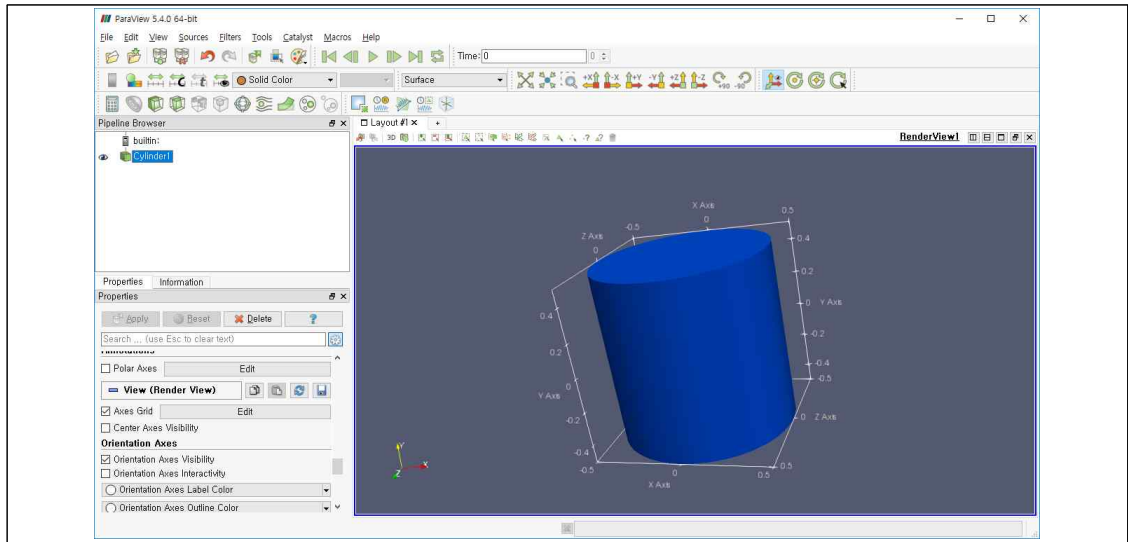 ParaView 5.4.0 64-bit
File Edit View Sources Filters Tools Catalyst Macros Help
Time: 0 0
Solid Color Surface +X -X +Y -Y +Z -Z +90 -90
Pipeline Browser
Layout #1 +
builtin:
3D
RenderView1
Cylinder1
X Axis
0.5
-0.5
0
Z Axis
0
0.4
0.2
0 Y Axis
-0.2
-0.4
-0.5
0 Z Axis
0.5
0.4
0.2
0
Y Axis
-0.2
-0.4
-0.5
0
0.5
X Axis
Y
X
Z
Properties Information
Properties
Apply Reset Delete ?
Search ... (use Esc to clear text)
Annotations
Polar Axes Edit
View (Render View)
Axes Grid Edit
Center Axes Visibility
Orientation Axes
Orientation Axes Visibility
Orientation Axes Interactivity
Orientation Axes Label Color
Orientation Axes Outline Color